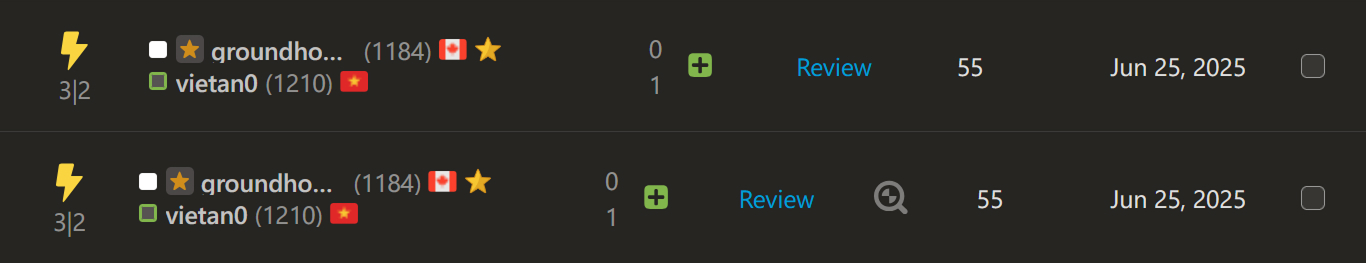 groundho... (1184)
vietan0 (1210)
3|2
0
1
Review
55
Jun 25, 2025
groundho... (1184)
vietan0 (1210)
3|2
0
1
Review
55
Jun 25, 2025